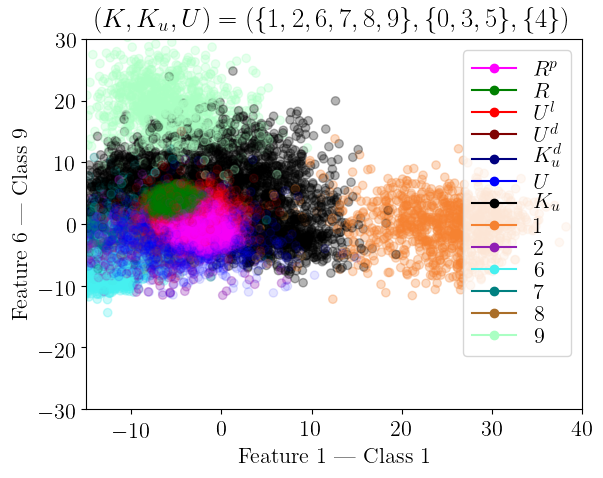 (K, K_u, U) = ({1, 2, 6, 7, 8, 9}, {0, 3, 5}, {4})
30
20
10
0
−10
−20
−30
Feature 6 — Class 9
−10 0 10 20 30 40
Feature 1 — Class 1
R^p
R
U^l
U^d
K_u^d
U
K_u
1
2
6
7
8
9